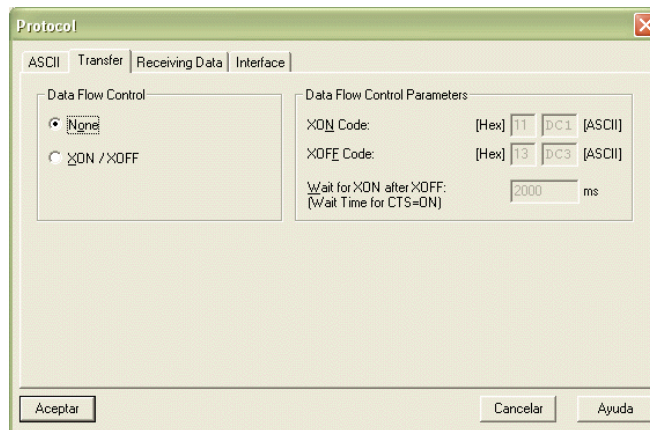 Protocol
ASCII Transfer Receiving Data Interface
Data Flow Control
None
XON / XOFF
Data Flow Control Parameters
XON Code: [Hex] 11 DC1 [ASCII]
XOFF Code: [Hex] 13 DC3 [ASCII]
Wait for XON after XOFF: 2000 ms
(Wait Time for CTS=ON)
Aceptar Cancelar Ayuda